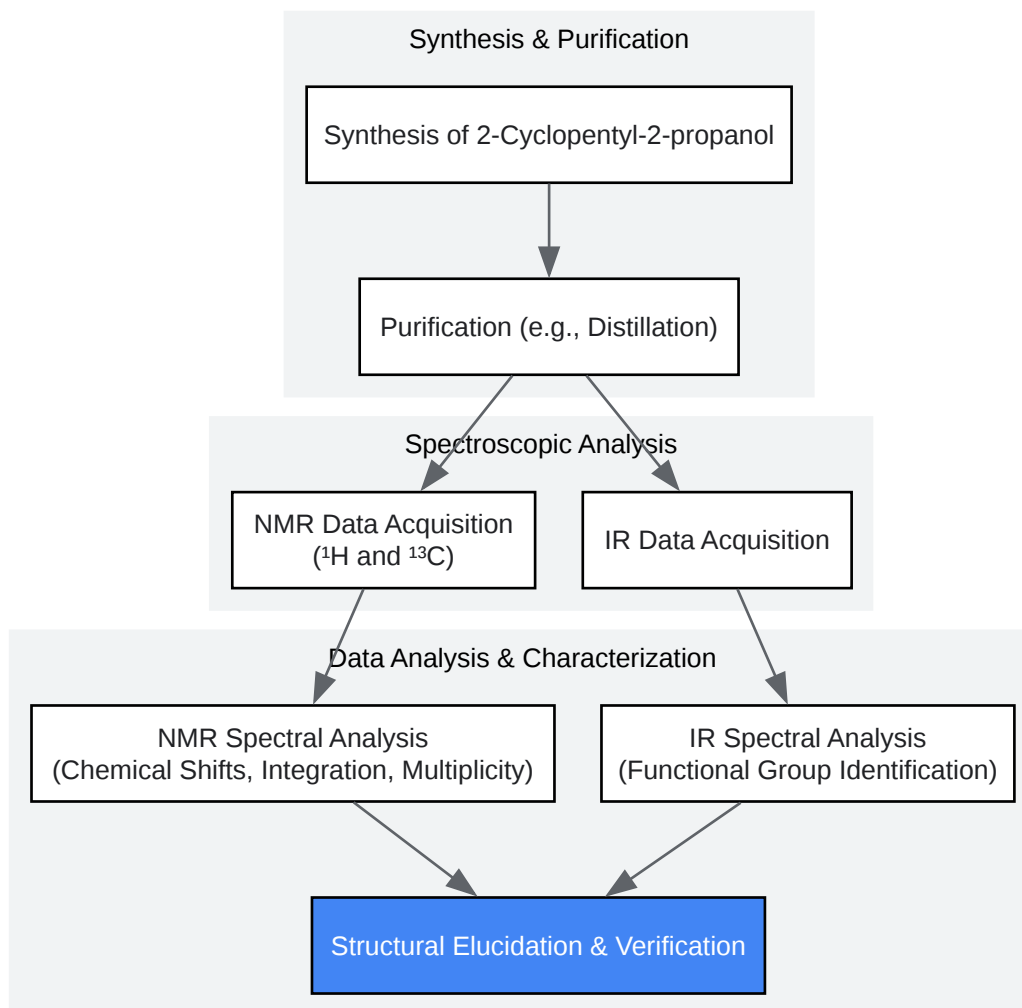 Synthesis & Purification
Synthesis of 2-Cyclopentyl-2-propanol
Purification (e.g., Distillation)
Spectroscopic Analysis
NMR Data Acquisition
(¹H and ¹³C)
IR Data Acquisition
Data Analysis & Characterization
NMR Spectral Analysis
(Chemical Shifts, Integration, Multiplicity)
IR Spectral Analysis
(Functional Group Identification)
Structural Elucidation & Verification